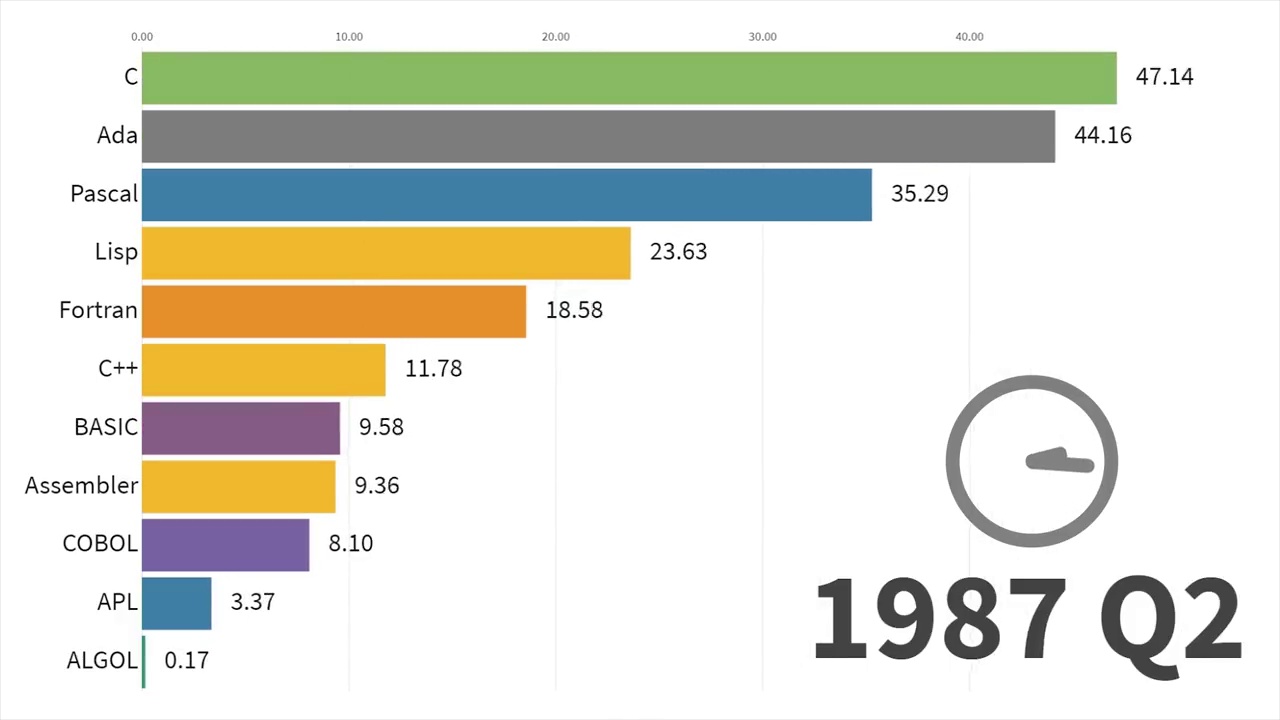 0.00 10.00 20.00 30.00 40.00
C 47.14
Ada 44.16
Pascal 35.29
Lisp 23.63
Fortran 18.58
C++ 11.78
BASIC 9.58
Assembler 9.36
COBOL 8.10
APL 3.37
ALGOL 0.17
1987 Q2